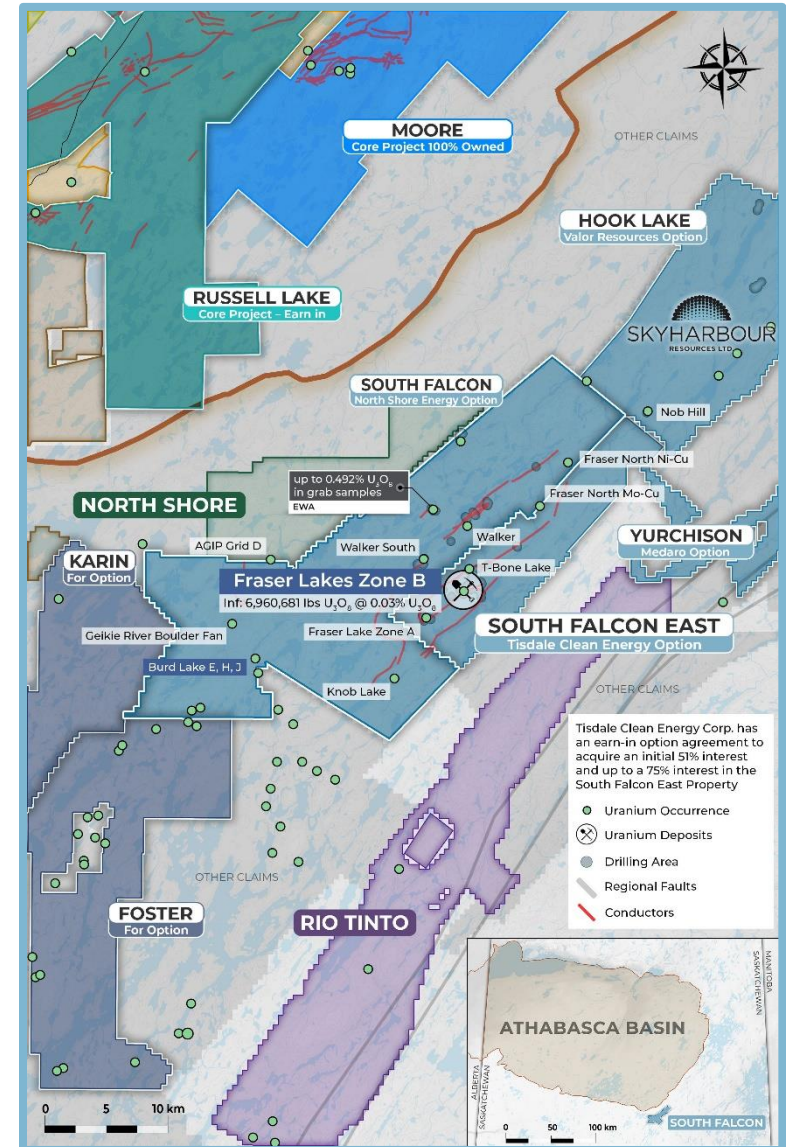 MOORE
Core Project 100% Owned
OTHER CLAIMS
HOOK LAKE
Valor Resources Option
RUSSELL LAKE
Core Project – Earn in
SKYHARBOUR
RESOURCES LTD
SOUTH FALCON
North Shore Energy Option
Nob Hill
Fraser North Ni-Cu
up to 0.492% U₃O₈
in grab samples
EWA
Fraser North Mo-Cu
NORTH SHORE
Walker
YURCHISON
Medaro Option
AGIP Grid D
Walker South
KARIN
For Option
T-Bone Lake
Fraser Lakes Zone B
Inf: 6,960,681 lbs U₃O₈ @ 0.03% U₃O₈
SOUTH FALCON EAST
Tisdale Clean Energy Option
Geikie River Boulder Fan
Fraser Lake Zone A
Burd Lake E, H, J
Knob Lake
OTHER CLAIMS
Tisdale Clean Energy Corp. has
an earn-in option agreement to
acquire an initial 51% interest
and up to a 75% interest in the
South Falcon East Property
Uranium Occurrence
Uranium Deposits
Drilling Area
Regional Faults
Conductors
OTHER CLAIMS
FOSTER
For Option
RIO TINTO
ATHABASCA BASIN
SASKATCHEWAN
MANITOBA
ALBERTA
SASKATCHEWAN
SOUTH FALCON
0 50 100 km
0 5 10 km